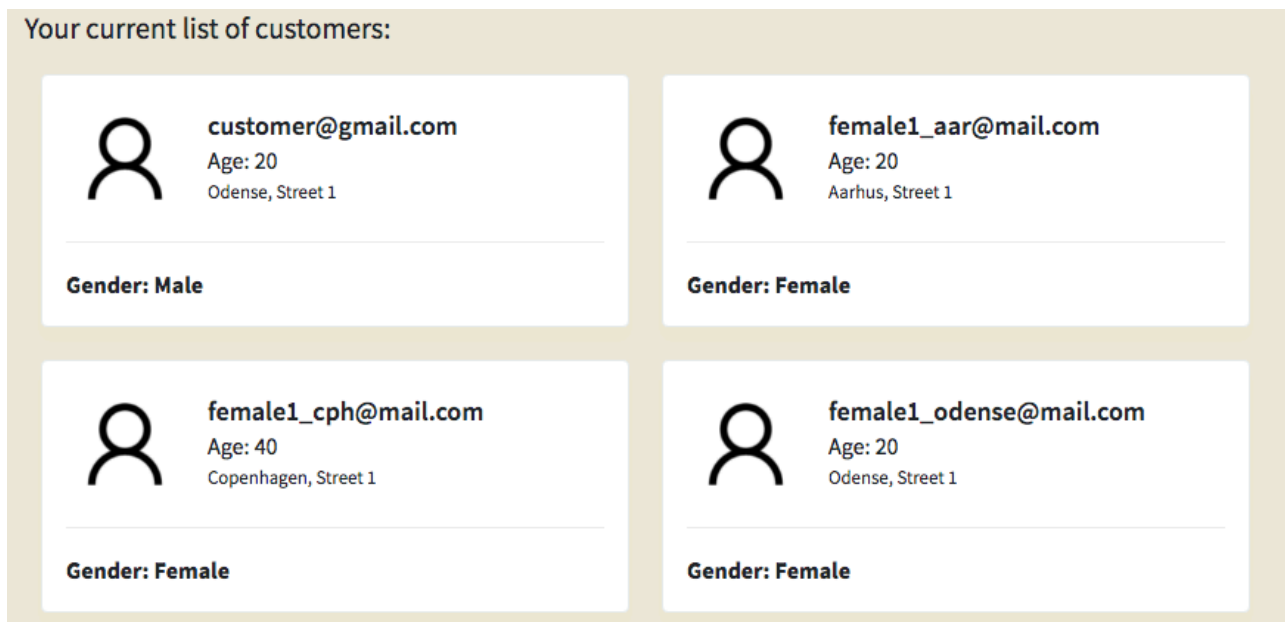 Your current list of customers:
customer@gmail.com
Age: 20
Odense, Street 1
Gender: Male
female1_aar@mail.com
Age: 20
Aarhus, Street 1
Gender: Female
female1_cph@mail.com
Age: 40
Copenhagen, Street 1
Gender: Female
female1_odense@mail.com
Age: 20
Odense, Street 1
Gender: Female